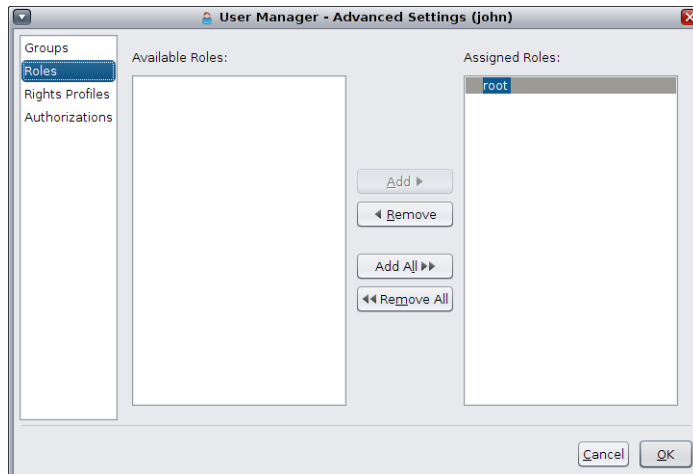 User Manager - Advanced Settings (john)
Groups
Roles
Rights Profiles
Authorizations
Available Roles:
Assigned Roles:
root
Add
Remove
Add All
Remove All
Cancel
OK